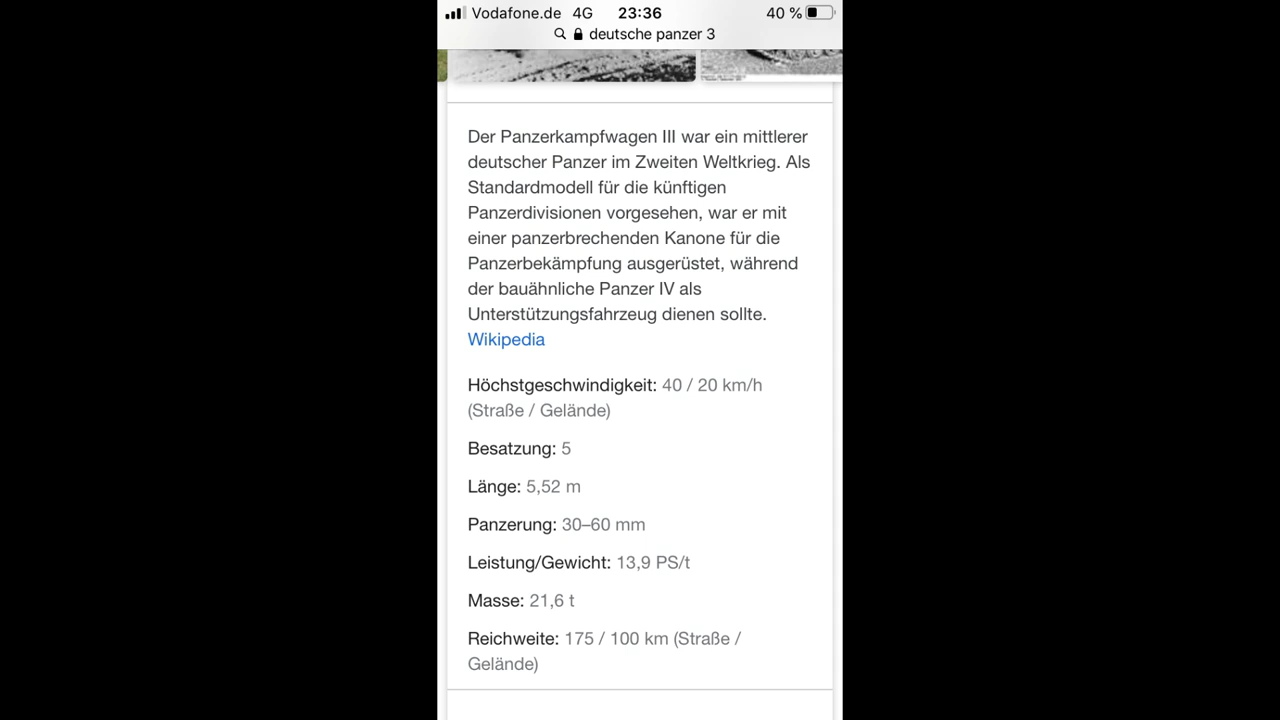 Vodafone.de 4G 23:36 40 %
deutsche panzer 3
Der Panzerkampfwagen III war ein mittlerer
deutscher Panzer im Zweiten Weltkrieg. Als
Standardmodell für die künftigen
Panzerdivisionen vorgesehen, war er mit
einer panzerbrechenden Kanone für die
Panzerbekämpfung ausgerüstet, während
der bauähnliche Panzer IV als
Unterstützungsfahrzeug dienen sollte.
Wikipedia
Höchstgeschwindigkeit: 40 / 20 km/h
(Straße / Gelände)
Besatzung: 5
Länge: 5,52 m
Panzerung: 30–60 mm
Leistung/Gewicht: 13,9 PS/t
Masse: 21,6 t
Reichweite: 175 / 100 km (Straße /
Gelände)